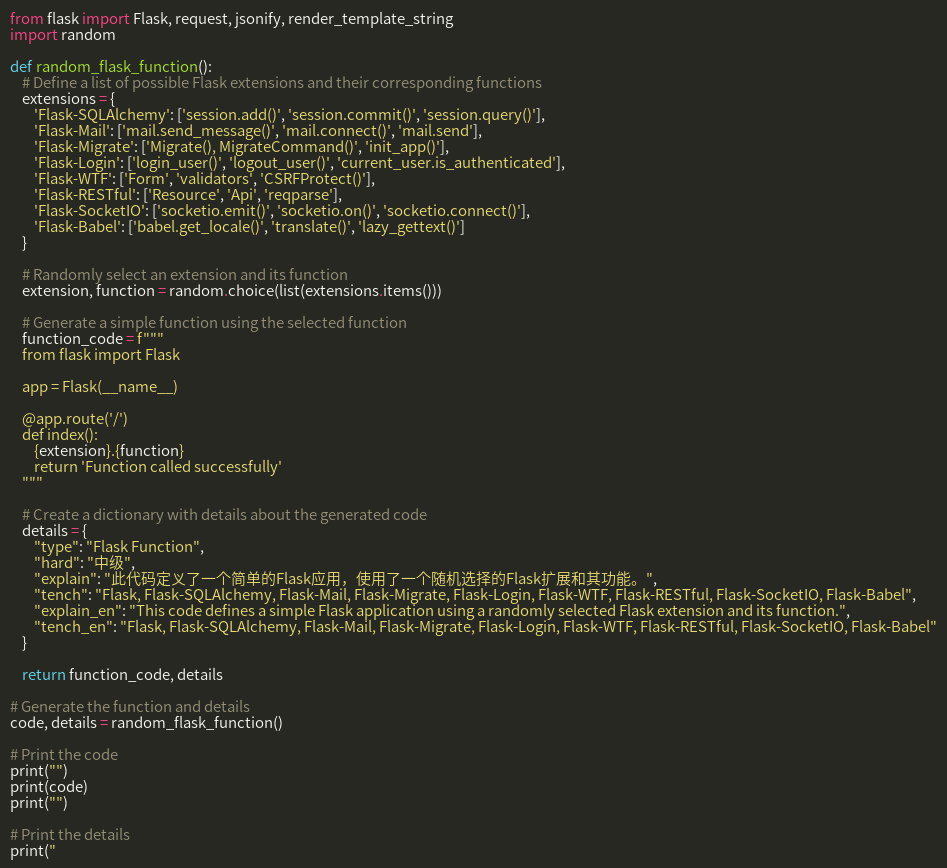 from flask import Flask, request, jsonify, render_template_string
import random

def random_flask_function():
    # Define a list of possible Flask extensions and their corresponding functions
    extensions = {
        'Flask-SQLAlchemy': ['session.add()', 'session.commit()', 'session.query()'],
        'Flask-Mail': ['mail.send_message()', 'mail.connect()', 'mail.send'],
        'Flask-Migrate': ['Migrate(), MigrateCommand()', 'init_app()'],
        'Flask-Login': ['login_user()', 'logout_user()', 'current_user.is_authenticated'],
        'Flask-WTF': ['Form', 'validators', 'CSRFProtect()'],
        'Flask-RESTful': ['Resource', 'Api', 'reqparse'],
        'Flask-SocketIO': ['socketio.emit()', 'socketio.on()', 'socketio.connect()'],
        'Flask-Babel': ['babel.get_locale()', 'translate()', 'lazy_gettext()']
    }

    # Randomly select an extension and its function
    extension, function = random.choice(list(extensions.items()))

    # Generate a simple function using the selected function
    function_code = f"""
    from flask import Flask

    app = Flask(__name__)

    @app.route('/')
    def index():
        {extension}.{function}
        return 'Function called successfully'
    """

    # Create a dictionary with details about the generated code
    details = {
        "type": "Flask Function",
        "hard": "中级",
        "explain": "此代码定义了一个简单的Flask应用，使用了一个随机选择的Flask扩展和其功能。",
        "tench": "Flask, Flask-SQLAlchemy, Flask-Mail, Flask-Migrate, Flask-Login, Flask-WTF, Flask-RESTful, Flask-SocketIO, Flask-Babel",
        "explain_en": "This code defines a simple Flask application using a randomly selected Flask extension and its function.",
        "tench_en": "Flask, Flask-SQLAlchemy, Flask-Mail, Flask-Migrate, Flask-Login, Flask-WTF, Flask-RESTful, Flask-SocketIO, Flask-Babel"
    }

    return function_code, details

# Generate the function and details
code, details = random_flask_function()

# Print the code
print("")
print(code)
print("")

# Print the details
print("